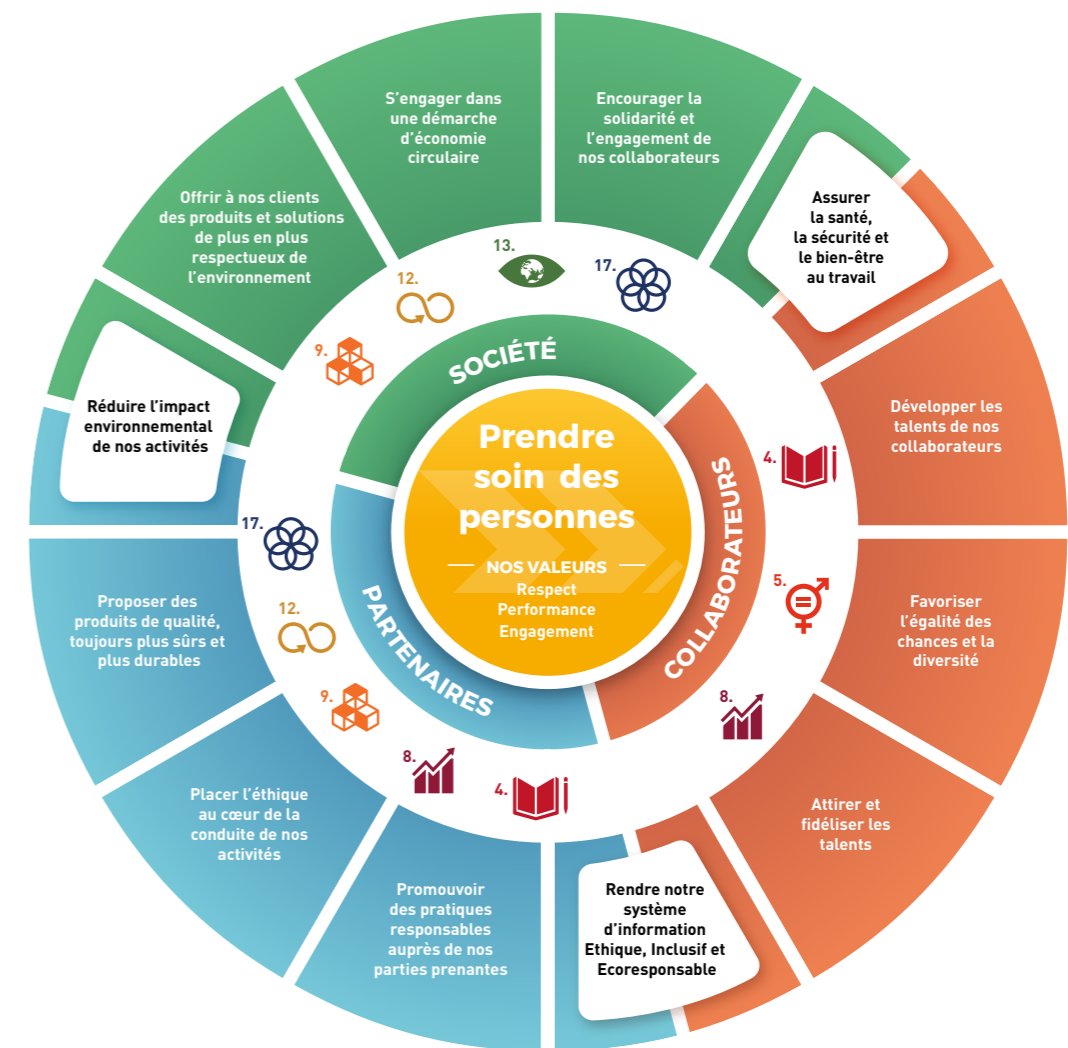 S'engager dans
une démarche
d'économie
circulaire
Encourager la
solidarité et
l'engagement de
nos collaborateurs
Assurer
la santé,
la sécurité et
le bien-être
au travail
Développer les
talents de nos
collaborateurs
Favoriser
l'égalité des
chances et la
diversité
Attirer et
fidéliser les
talents
Rendre notre
système
d'information
Ethique, Inclusif et
Ecoresponsable
Promouvoir
des pratiques
responsables
auprès de nos
parties prenantes
Placer l'éthique
au cœur de la
conduite de nos
activités
Proposer des
produits de qualité,
toujours plus sûrs et
plus durables
Réduire l'impact
environnemental
de nos activités
Offrir à nos clients
des produits et solutions
de plus en plus
respectueux de
l'environnement
9.
12.
13.
17.
4.
5.
8.
4.
8.
9.
12.
17.
SOCIÉTÉ
COLLABORATEURS
PARTENAIRES
Prendre
soin des
personnes
NOS VALEURS
Respect
Performance
Engagement